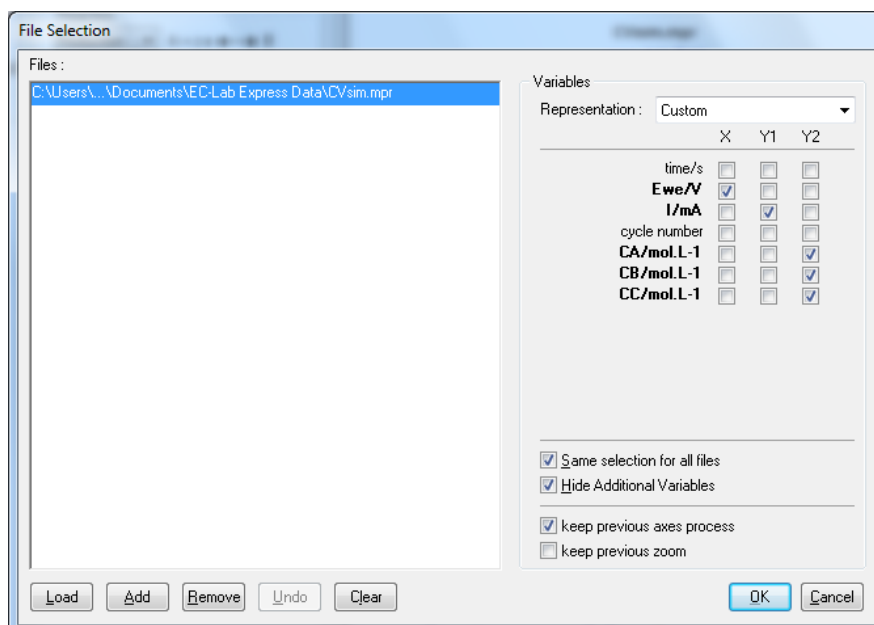 File Selection
Files :
C:\Users\...\Documents\EC-Lab Express Data\CVsim.mpr
Variables
Representation : Custom
X Y1 Y2
time/s
Ewe/V
I/mA
cycle number
CA/mol.L-1
CB/mol.L-1
CC/mol.L-1
Same selection for all files
Hide Additional Variables
keep previous axes process
keep previous zoom
Load Add Remove Undo Clear OK Cancel